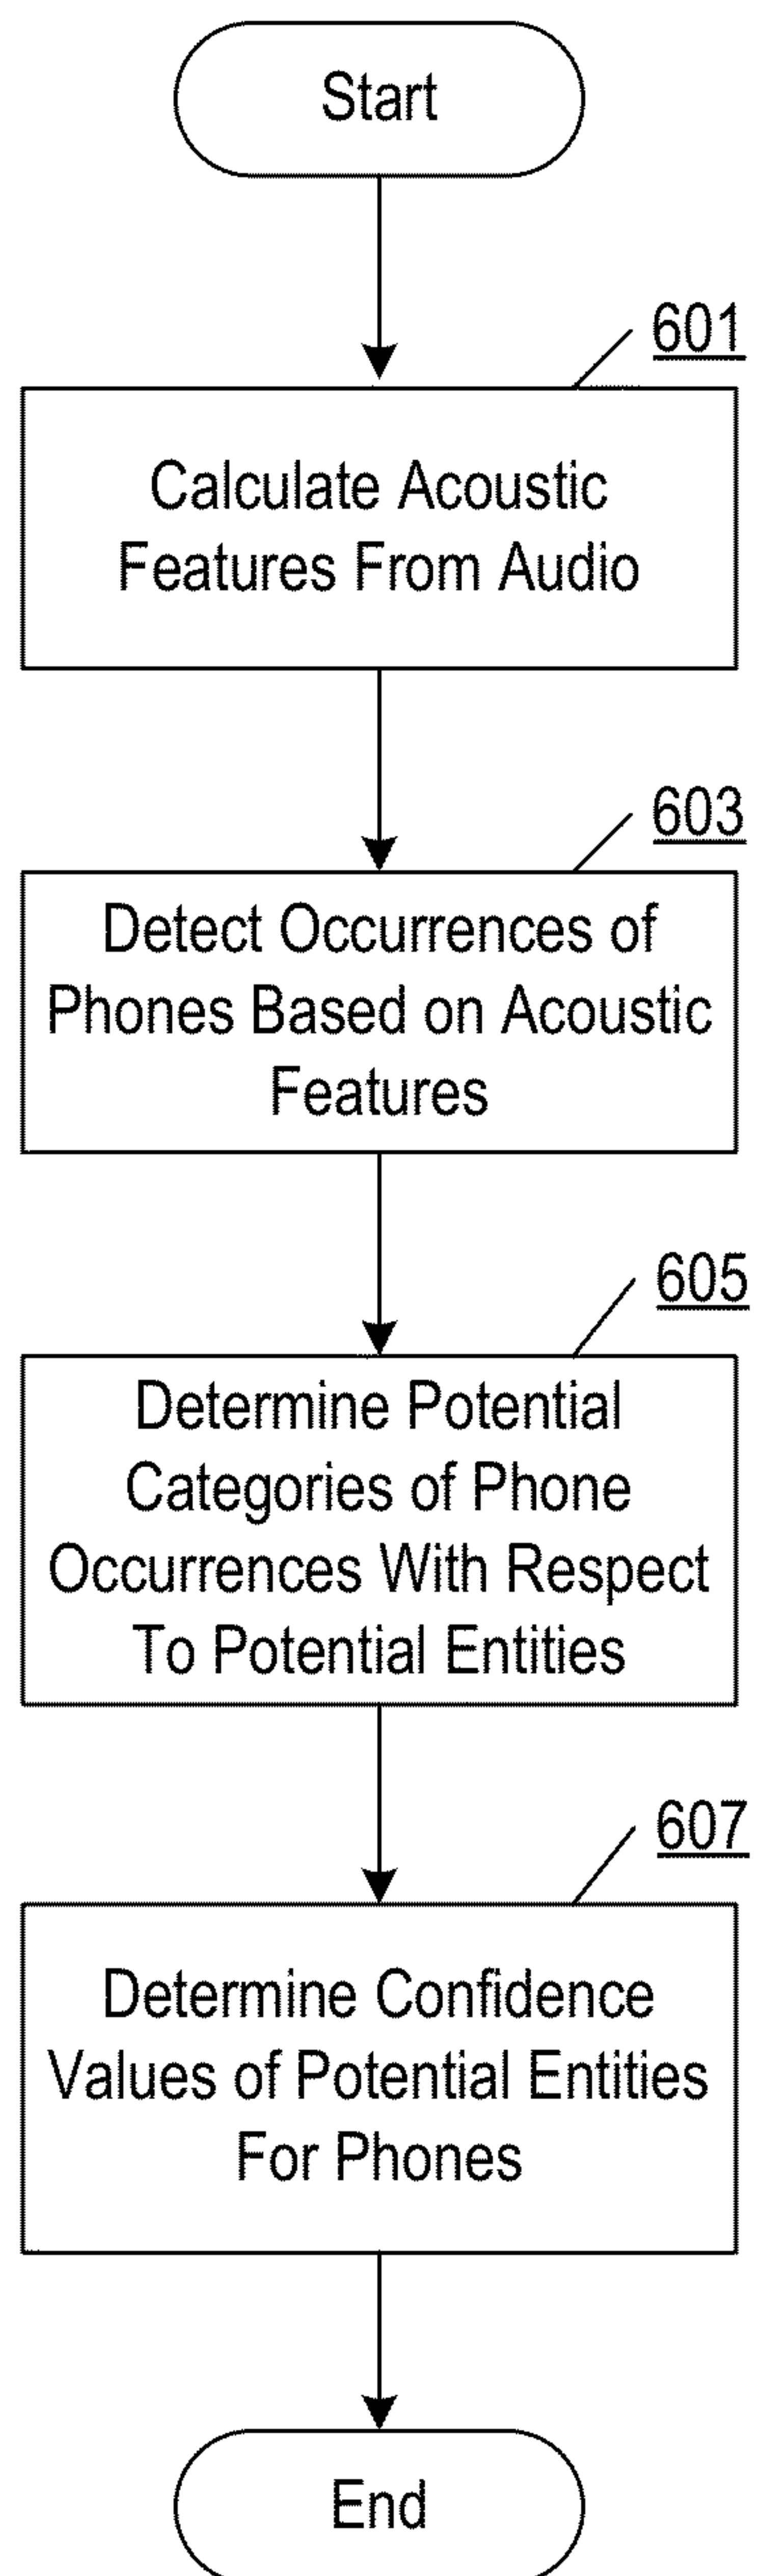 Start
601
Calculate Acoustic
Features From Audio
603
Detect Occurrences of
Phones Based on Acoustic
Features
605
Determine Potential
Categories of Phone
Occurrences With Respect
To Potential Entities
607
Determine Confidence
Values of Potential Entities
For Phones
End